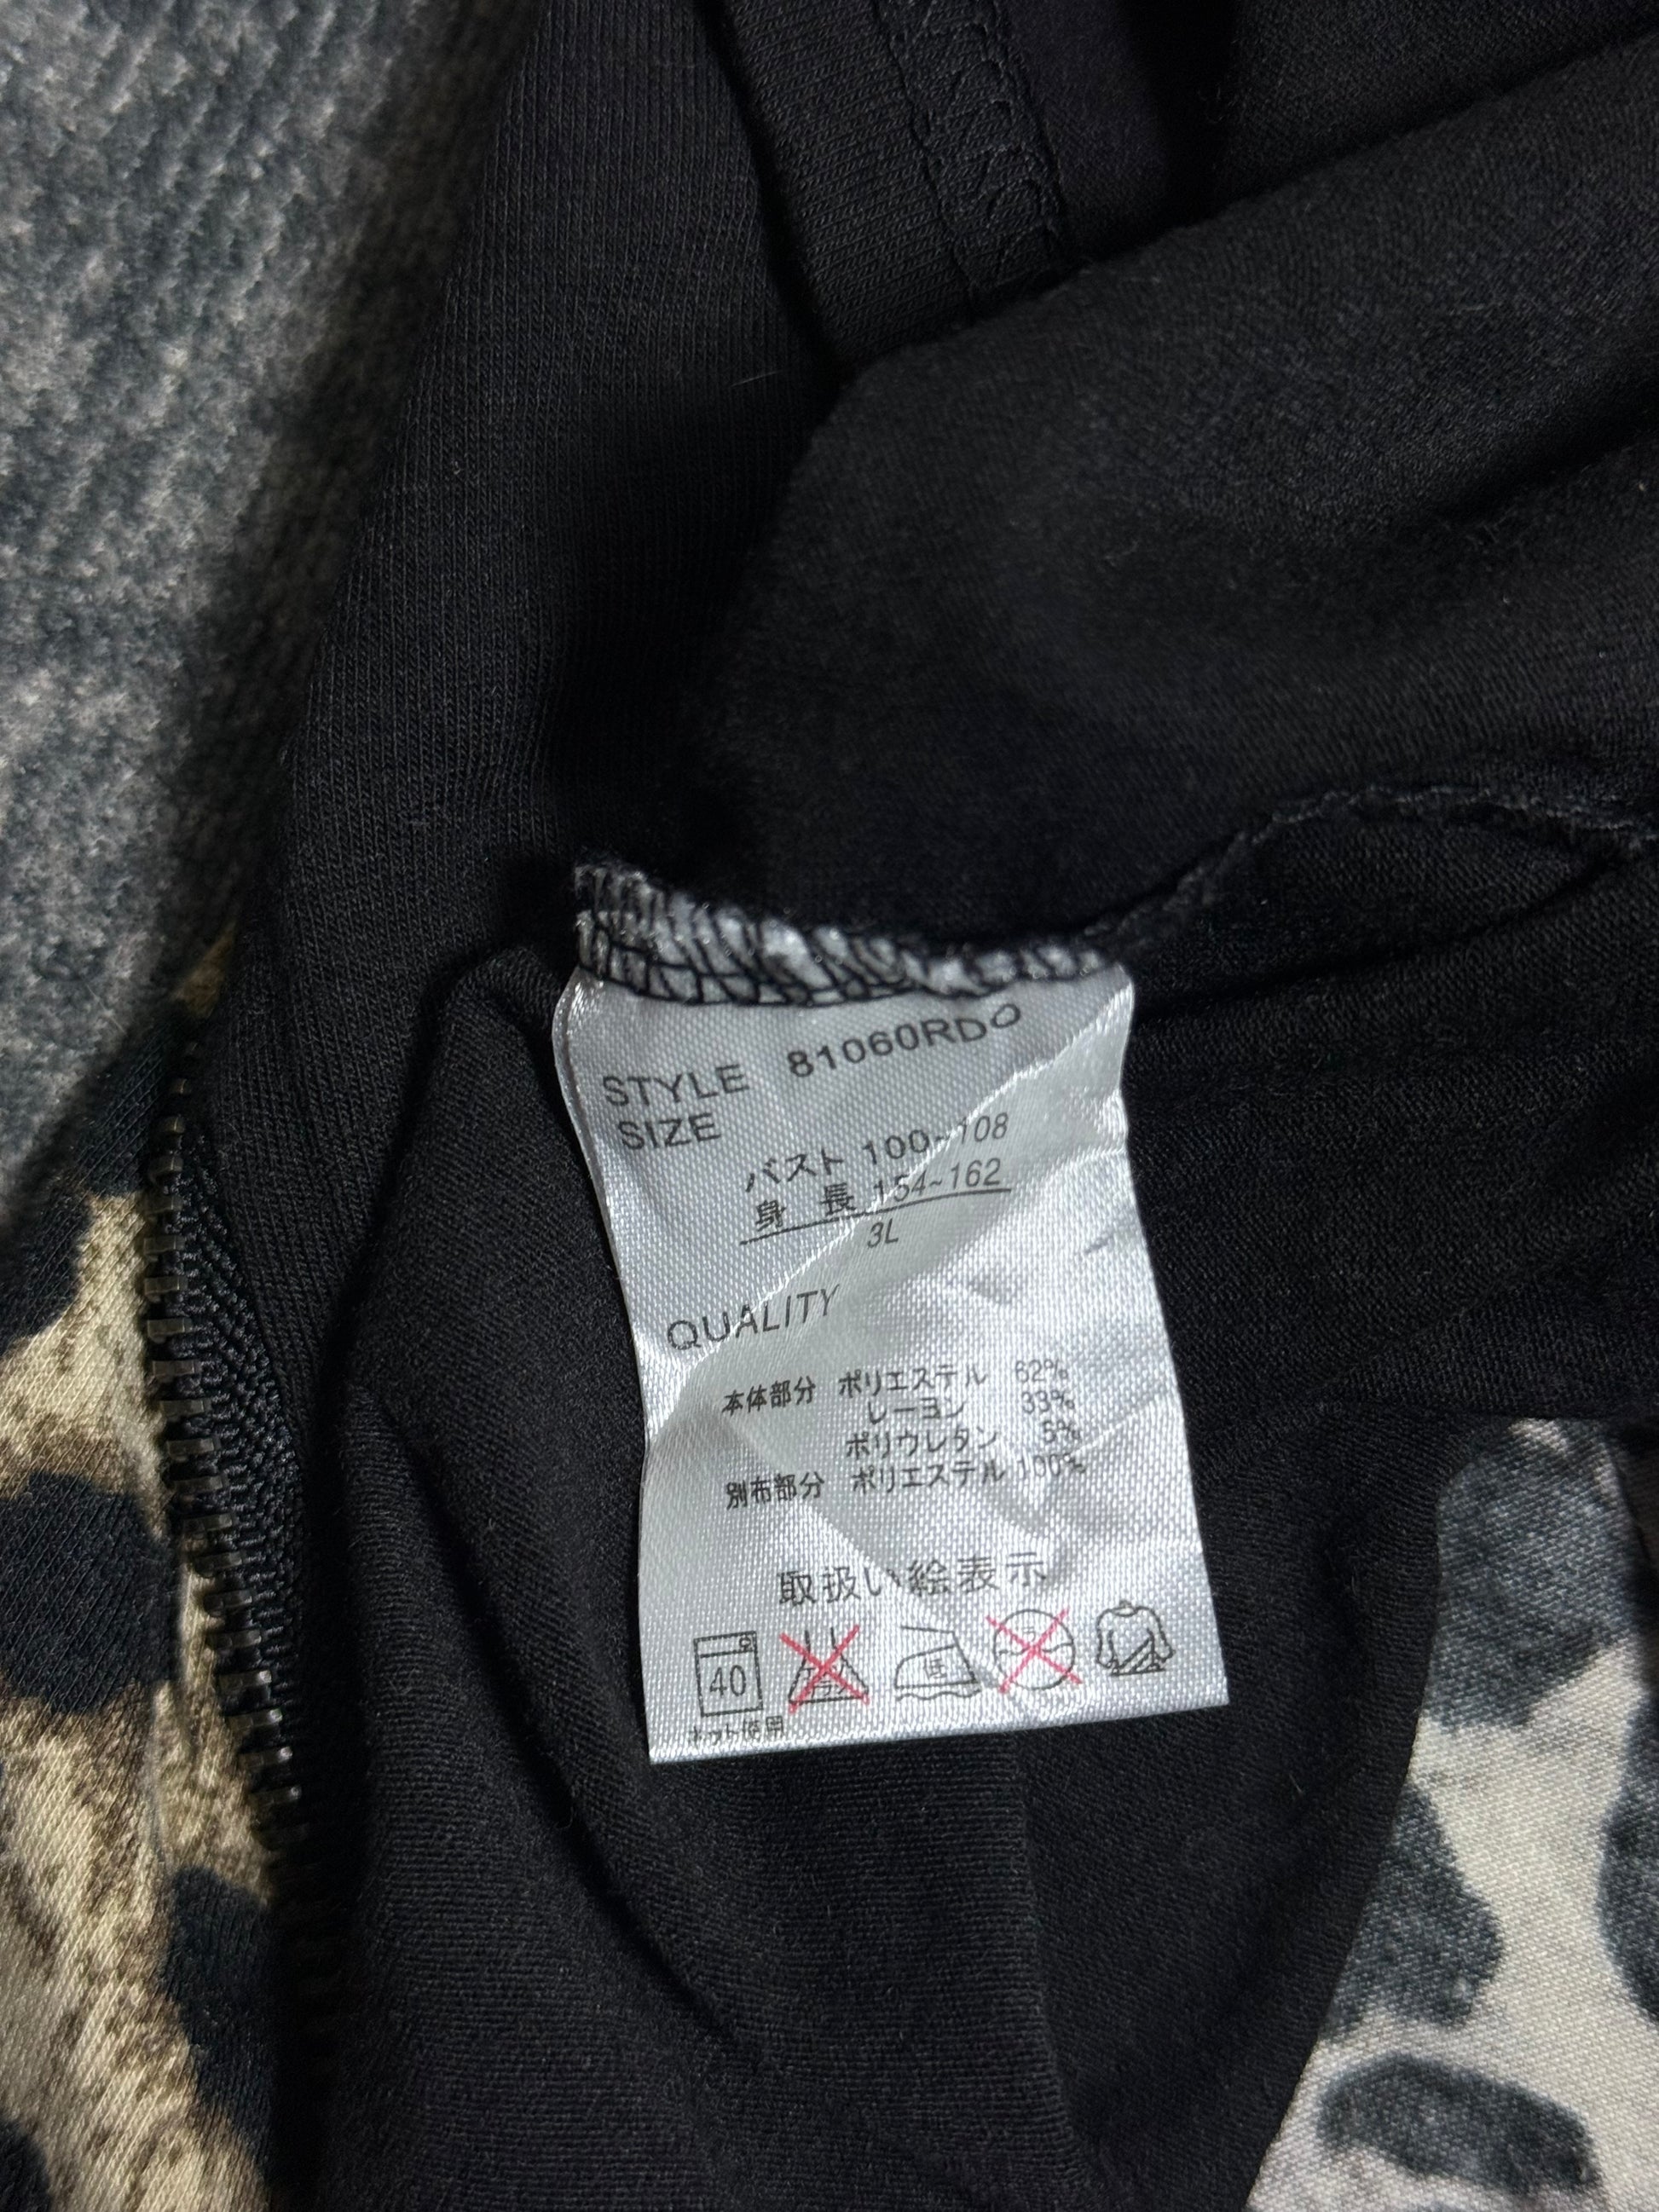 STYLE 81060RDO
SIZE
バスト 100~108
身 長 154~162
3L
QUALITY
本体部分 ポリエステル 62%
レーヨン 33%
ポリウレタン 5%
別布部分 ポリエステル 100%
取扱い絵表示
40 低
ネット使用